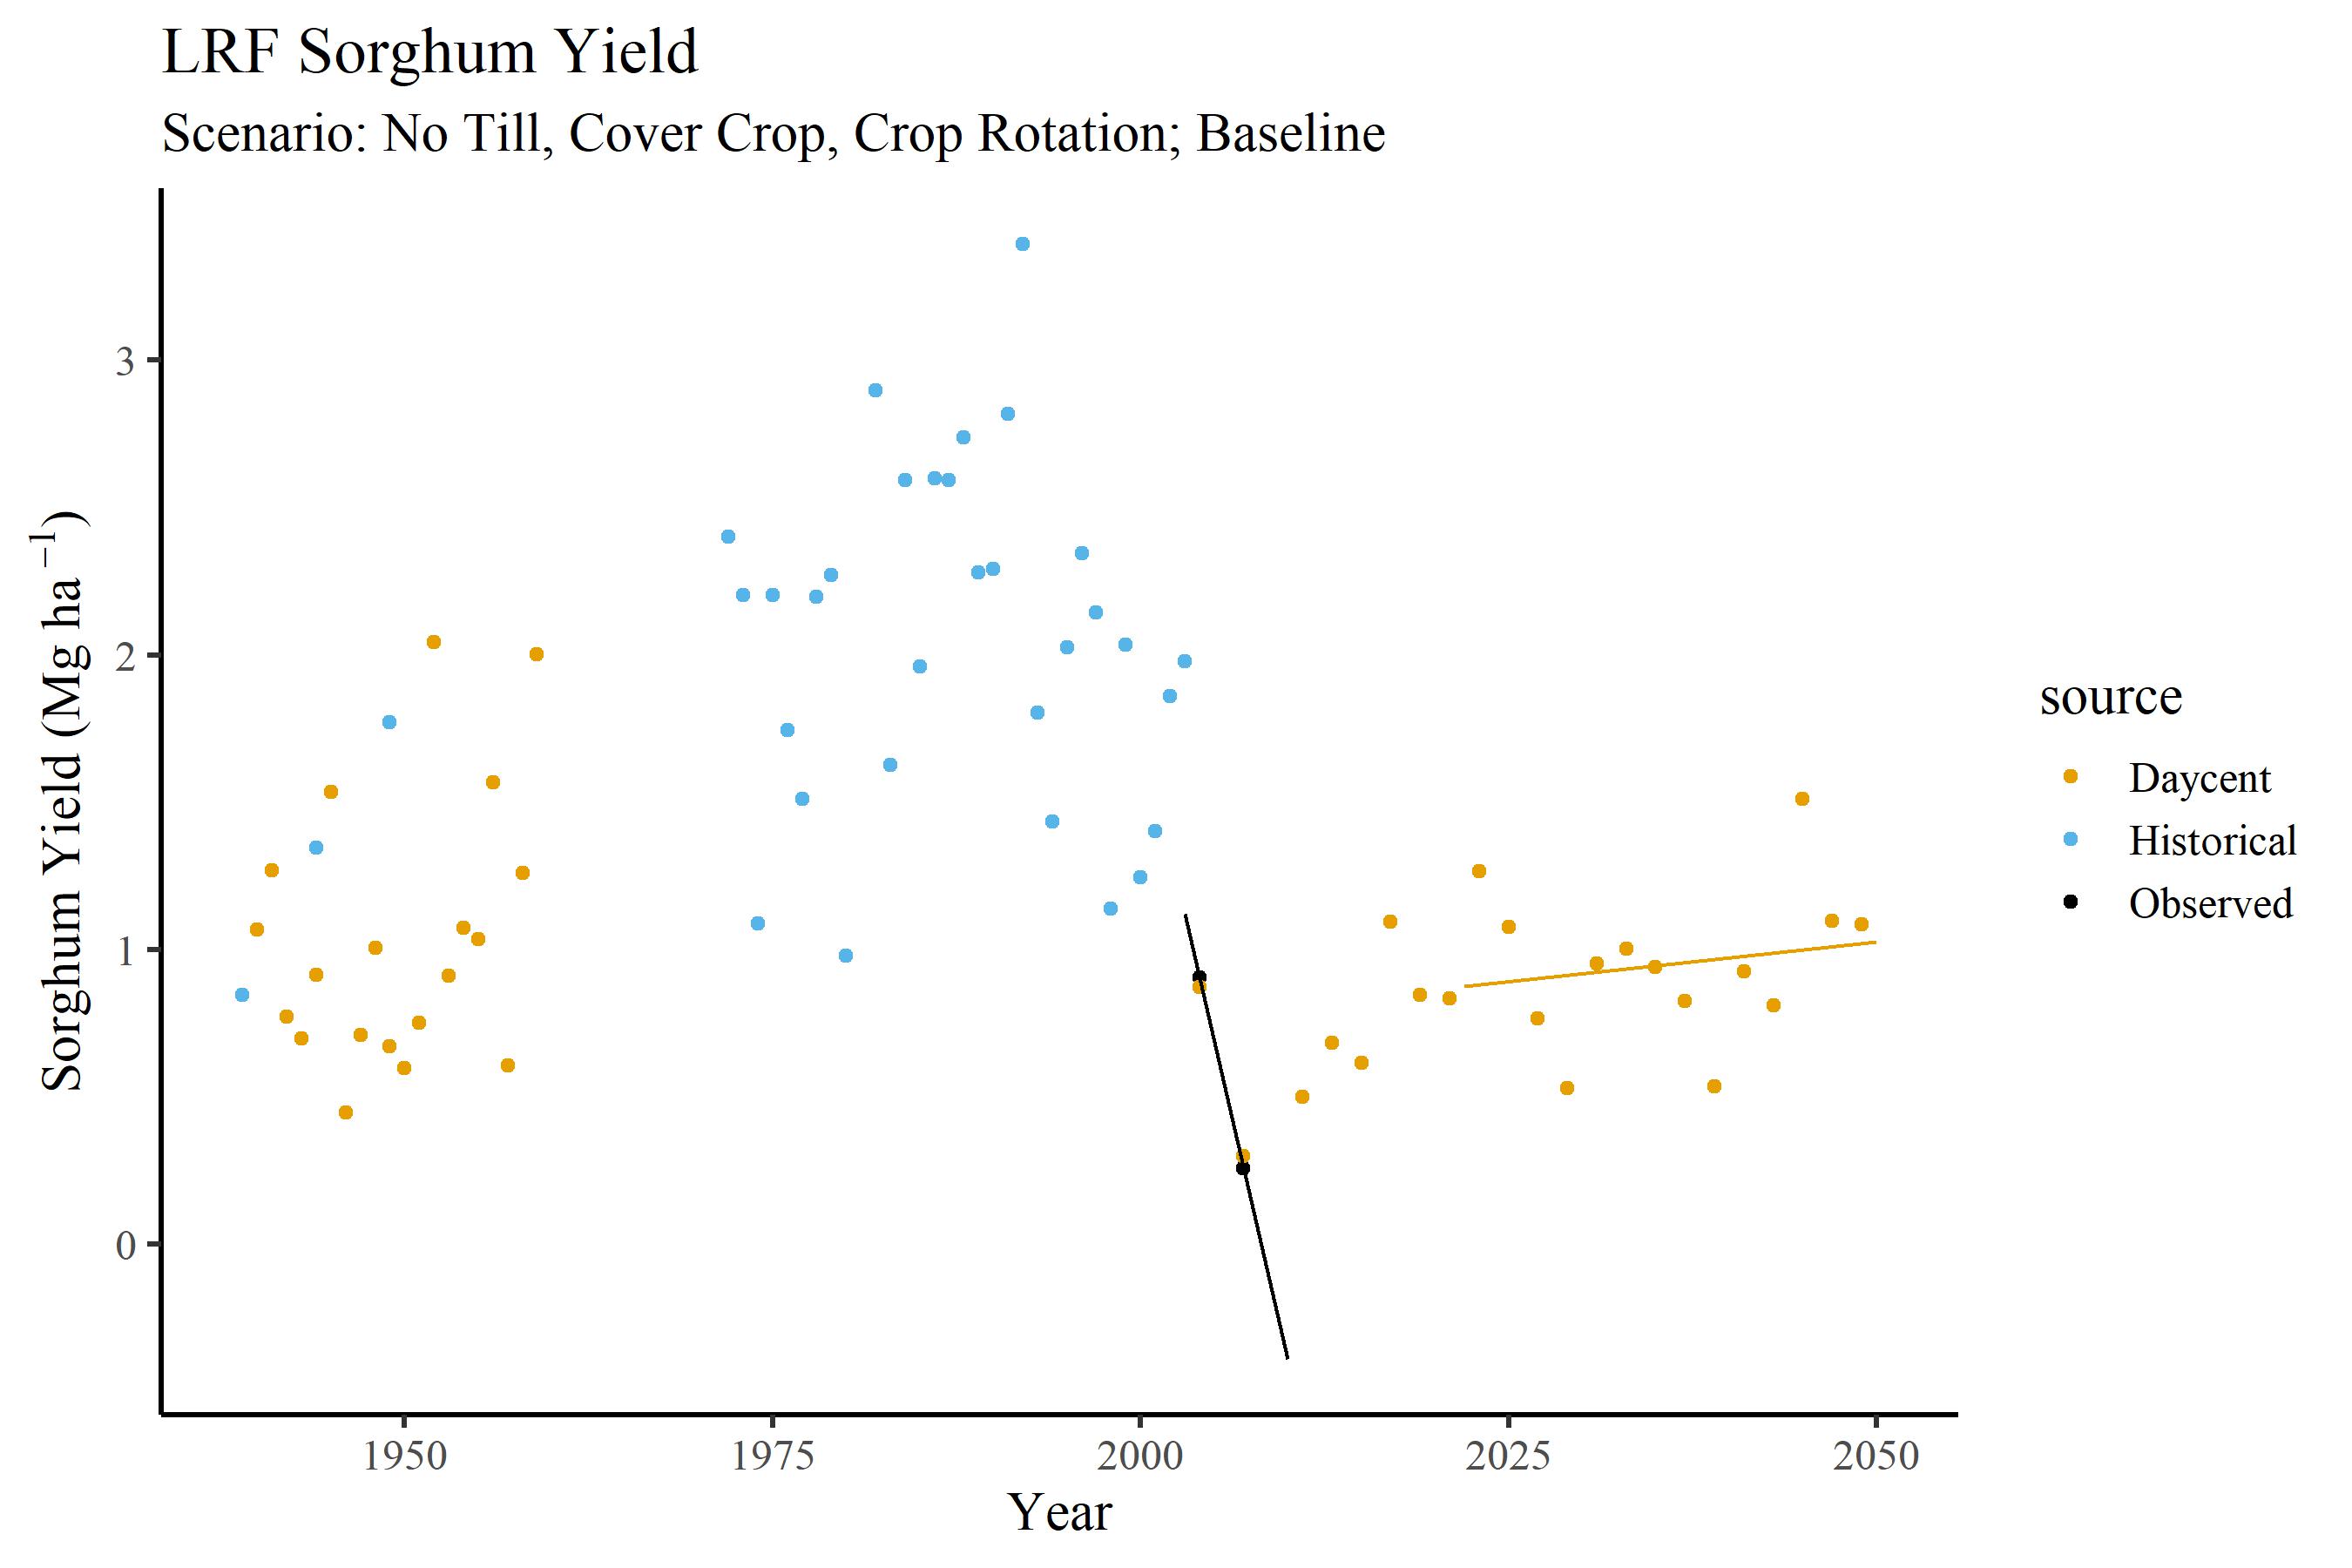 LRF Sorghum Yield
Scenario: No Till, Cover Crop, Crop Rotation; Baseline
Sorghum Yield (Mg ha⁻¹)
3
2
1
0
1950 1975 2000 2025 2050
Year
source
Daycent
Historical
Observed